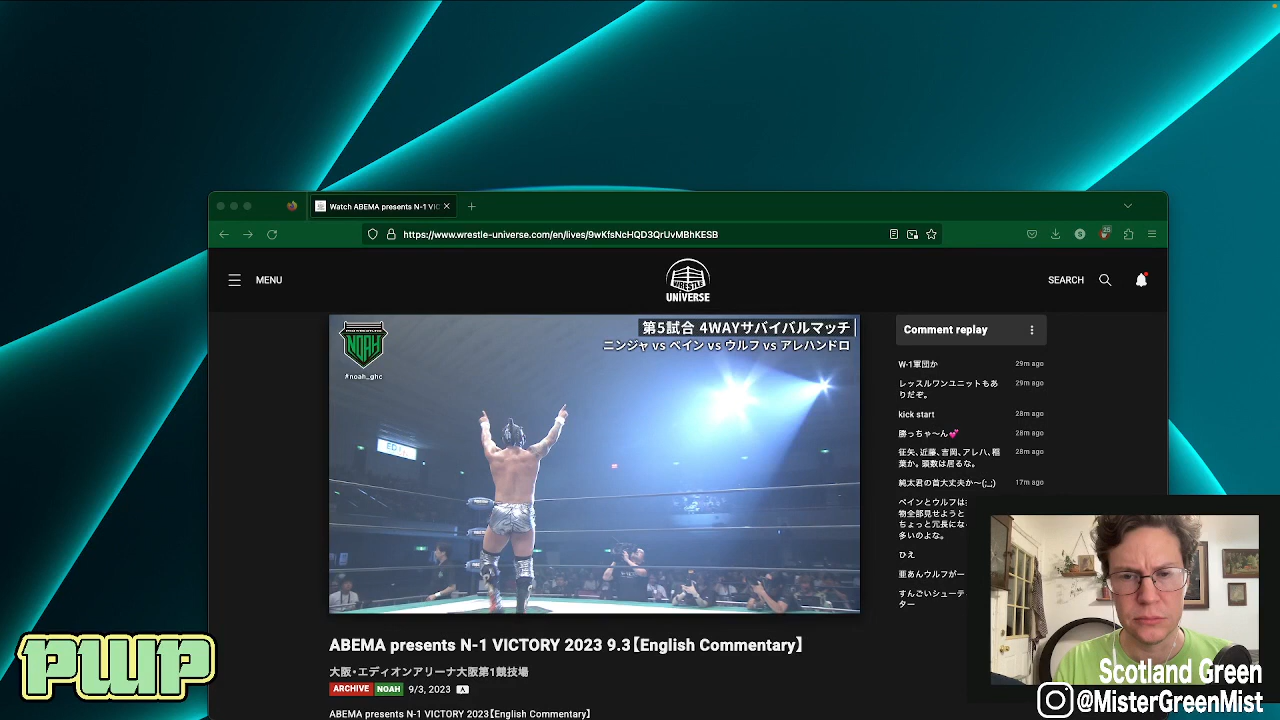 Watch ABEMA presents N-1 VIC
https://www.wrestle-universe.com/en/lives/9wKfsNcHQD3QrUvMBhKESB
25
MENU
WRESTLE
UNIVERSE
SEARCH
NOAH
#noah_ghc
第5試合 4WAYサバイバルマッチ
ニンジャ vs ベイン vs ウルフ vs アレハンドロ
Comment replay
W-1軍団か 29m ago
レッスルワンユニットもあ 29m ago
りだぞ。
kick start 28m ago
勝っちゃ〜ん💕 28m ago
征矢、近藤、吉岡、アレハ、稲 28m ago
葉か。頭数は居るな。
純太君の首大丈夫か〜(;_;) 17m ago
ベインとウルフは
物全部見せようと
ちょっと冗長にな
多いのよな。
ひえ
亜あんウルフが一
すんごいシューテ
ター
ABEMA presents N-1 VICTORY 2023 9.3【English Commentary】
大阪・エディオンアリーナ大阪第1競技場
ARCHIVE NOAH 9/3, 2023 A
ABEMA presents N-1 VICTORY 2023【English Commentary】
PWP
Scotland Green
@MisterGreenMist